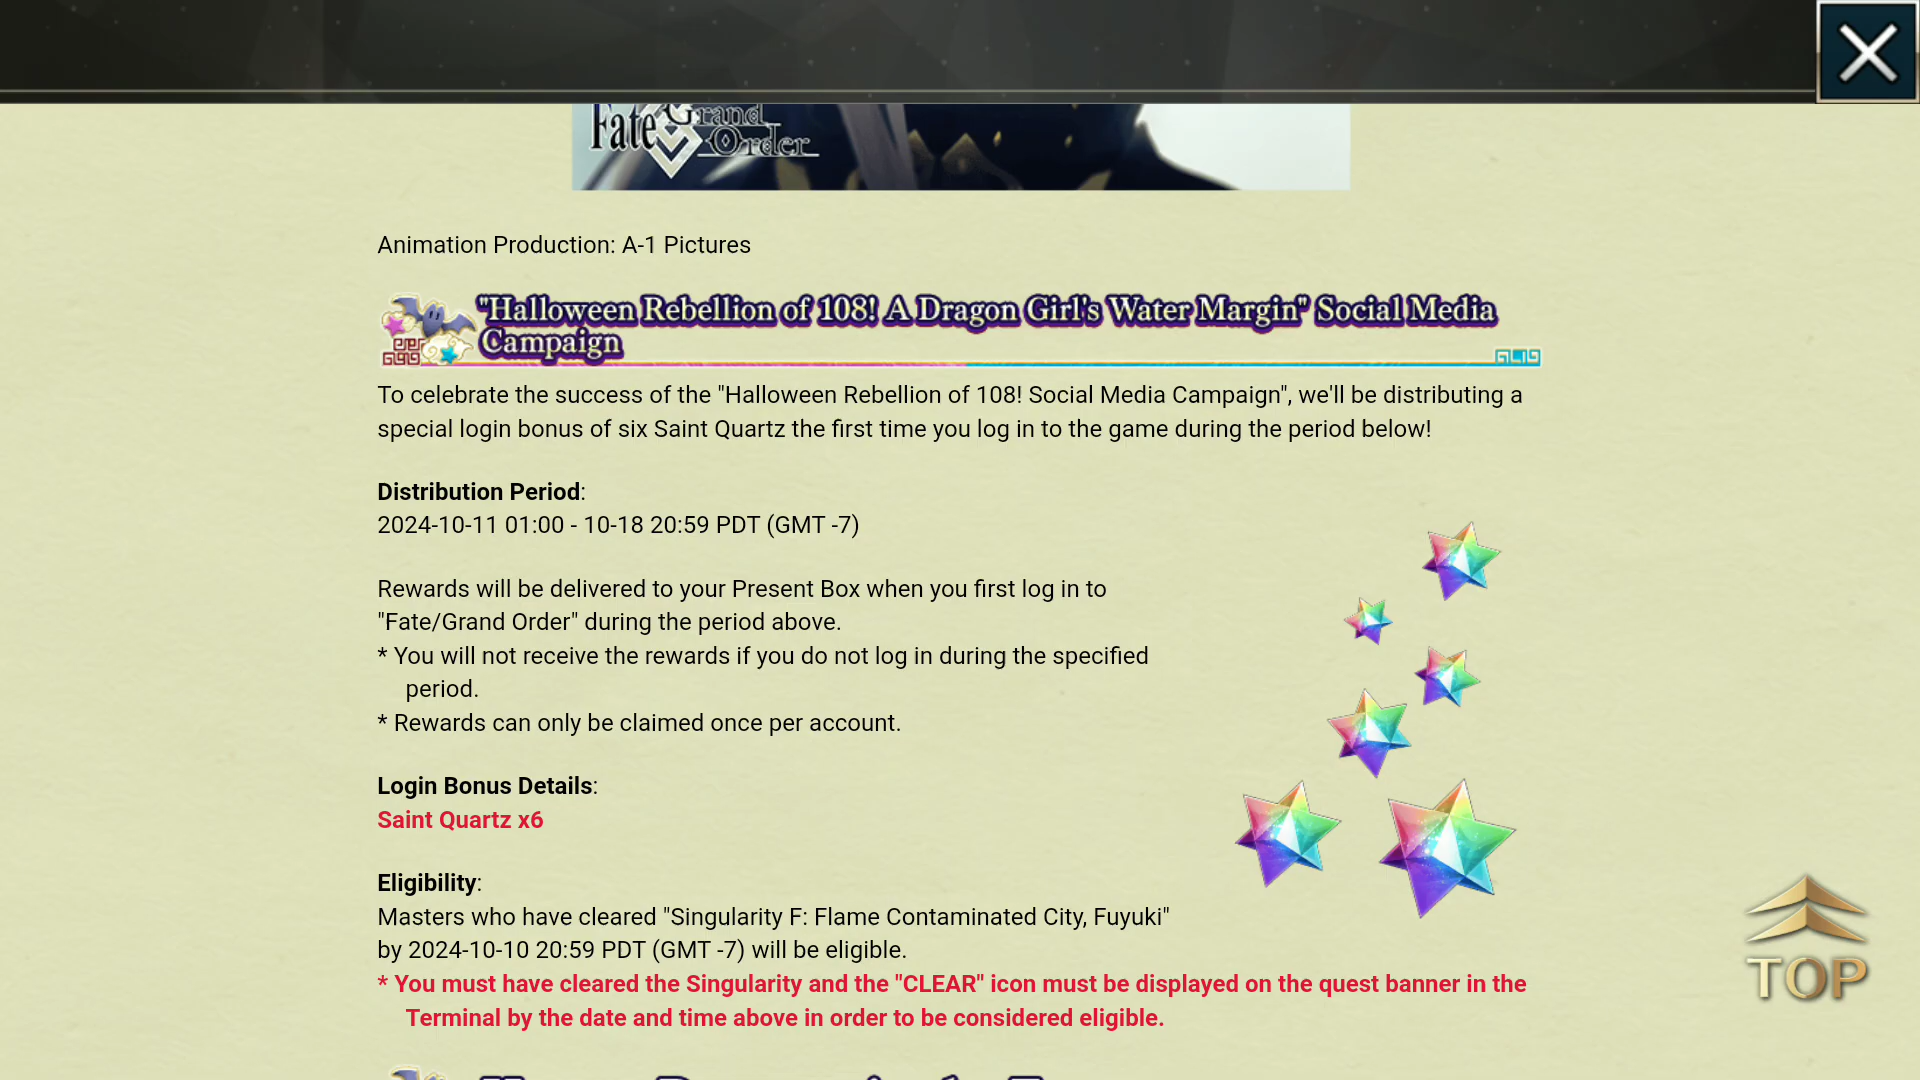 Fate Grand
Order
Animation Production: A-1 Pictures
"Halloween Rebellion of 108! A Dragon Girl's Water Margin" Social Media
Campaign
To celebrate the success of the "Halloween Rebellion of 108! Social Media Campaign", we'll be distributing a
special login bonus of six Saint Quartz the first time you log in to the game during the period below!
Distribution Period:
2024-10-11 01:00 - 10-18 20:59 PDT (GMT -7)
Rewards will be delivered to your Present Box when you first log in to
"Fate/Grand Order" during the period above.
* You will not receive the rewards if you do not log in during the specified
period.
* Rewards can only be claimed once per account.
Login Bonus Details:
Saint Quartz x6
Eligibility:
Masters who have cleared "Singularity F: Flame Contaminated City, Fuyuki"
by 2024-10-10 20:59 PDT (GMT -7) will be eligible.
* You must have cleared the Singularity and the "CLEAR" icon must be displayed on the quest banner in the
Terminal by the date and time above in order to be considered eligible.
TOP